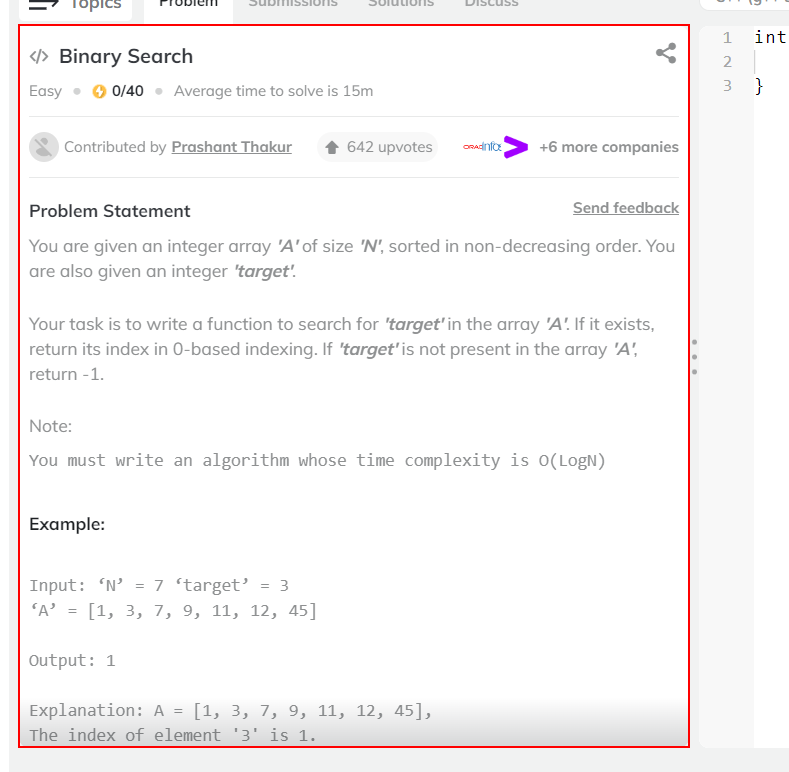 Topics Problem Submissions Solutions Discuss
Binary Search
Easy 0/40 Average time to solve is 15m
Contributed by Prashant Thakur 642 upvotes +6 more companies
Problem Statement Send feedback
You are given an integer array 'A' of size 'N', sorted in non-decreasing order. You
are also given an integer 'target'.
Your task is to write a function to search for 'target' in the array 'A'. If it exists,
return its index in 0-based indexing. If 'target' is not present in the array 'A',
return -1.
Note:
You must write an algorithm whose time complexity is O(LogN)
Example:
Input: ‘N’ = 7 ‘target’ = 3
‘A’ = [1, 3, 7, 9, 11, 12, 45]
Output: 1
Explanation: A = [1, 3, 7, 9, 11, 12, 45],
The index of element '3' is 1.
1 int
2
3 }